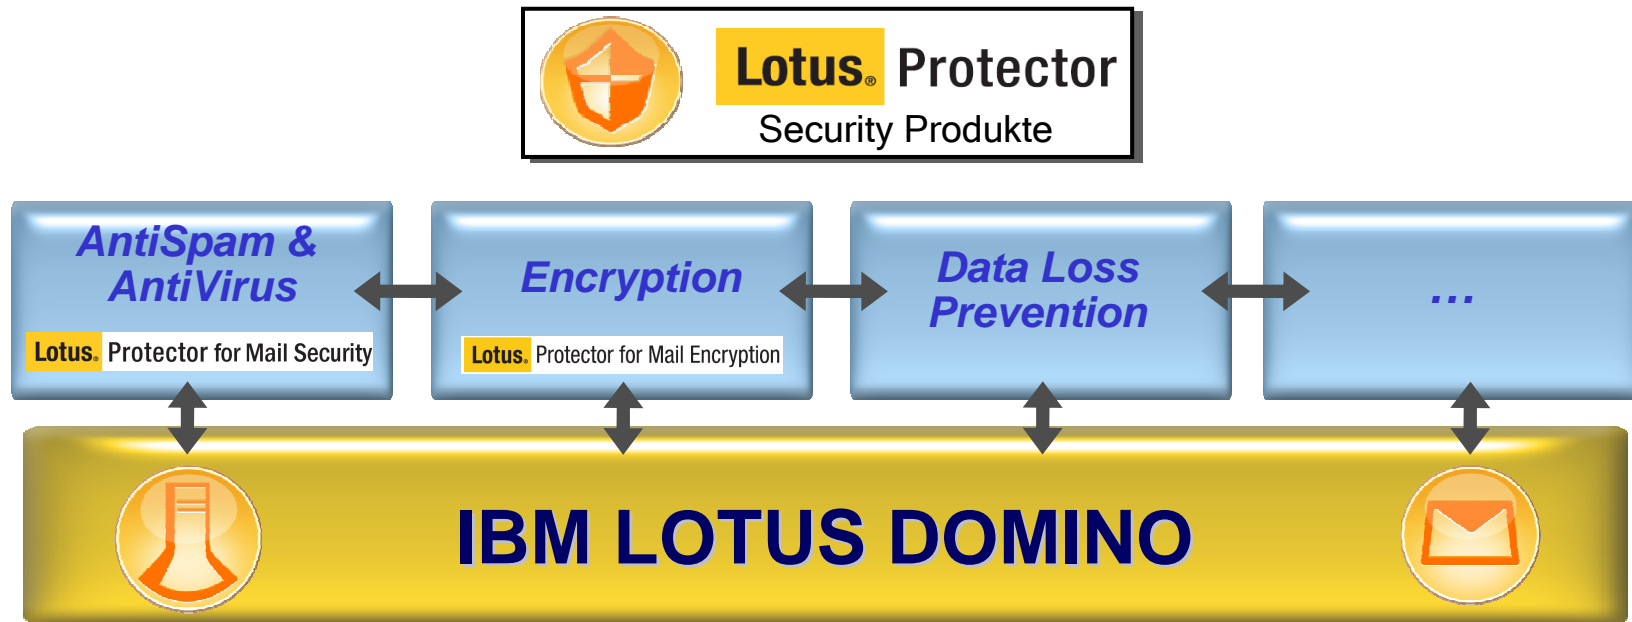 Lotus® Protector
Security Produkte
AntiSpam &
AntiVirus
Lotus® Protector for Mail Security
Encryption
Lotus® Protector for Mail Encryption
Data Loss
Prevention
...
IBM LOTUS DOMINO